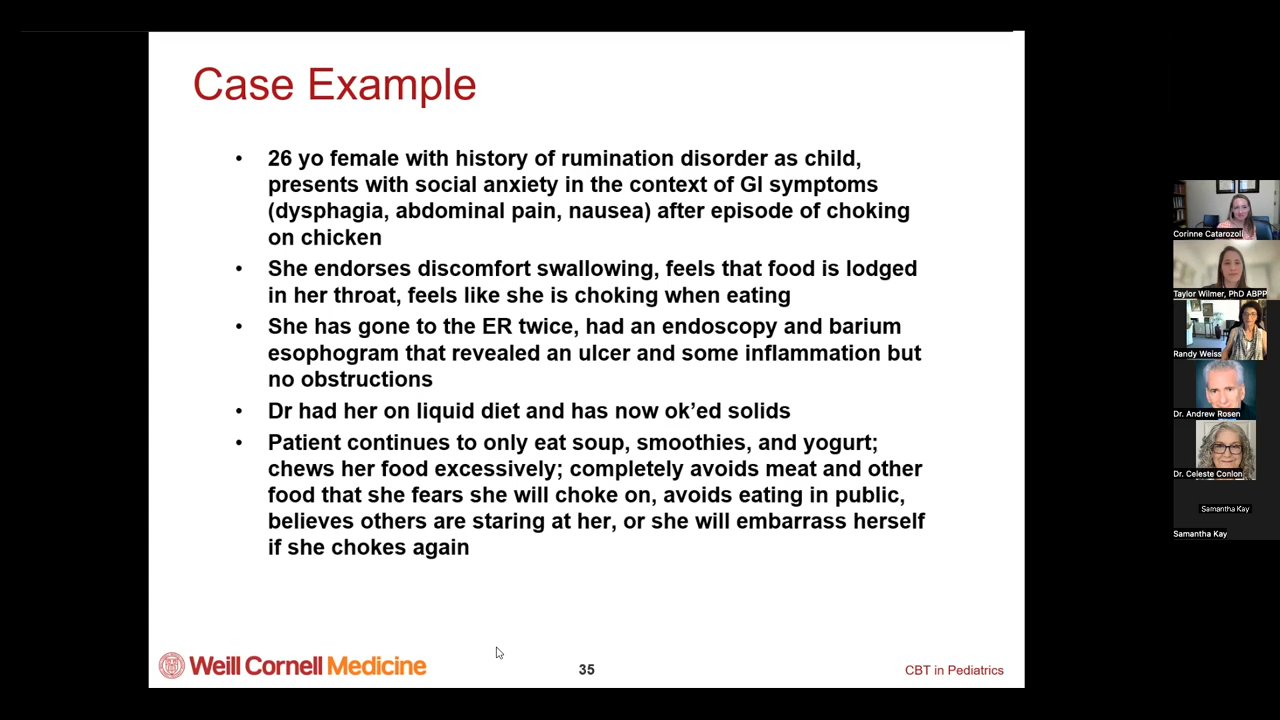 Case Example
• 26 yo female with history of rumination disorder as child,
presents with social anxiety in the context of GI symptoms
(dysphagia, abdominal pain, nausea) after episode of choking
on chicken
• She endorses discomfort swallowing, feels that food is lodged
in her throat, feels like she is choking when eating
• She has gone to the ER twice, had an endoscopy and barium
esophogram that revealed an ulcer and some inflammation but
no obstructions
• Dr had her on liquid diet and has now ok’ed solids
• Patient continues to only eat soup, smoothies, and yogurt;
chews her food excessively; completely avoids meat and other
food that she fears she will choke on, avoids eating in public,
believes others are staring at her, or she will embarrass herself
if she chokes again
Weill Cornell Medicine
35
CBT in Pediatrics
Corinne Catarozoli
Taylor Wilmer, PhD ABPP
Randy Weiss
Dr. Andrew Rosen
Dr. Celeste Conlon
Samantha Kay
Samantha Kay